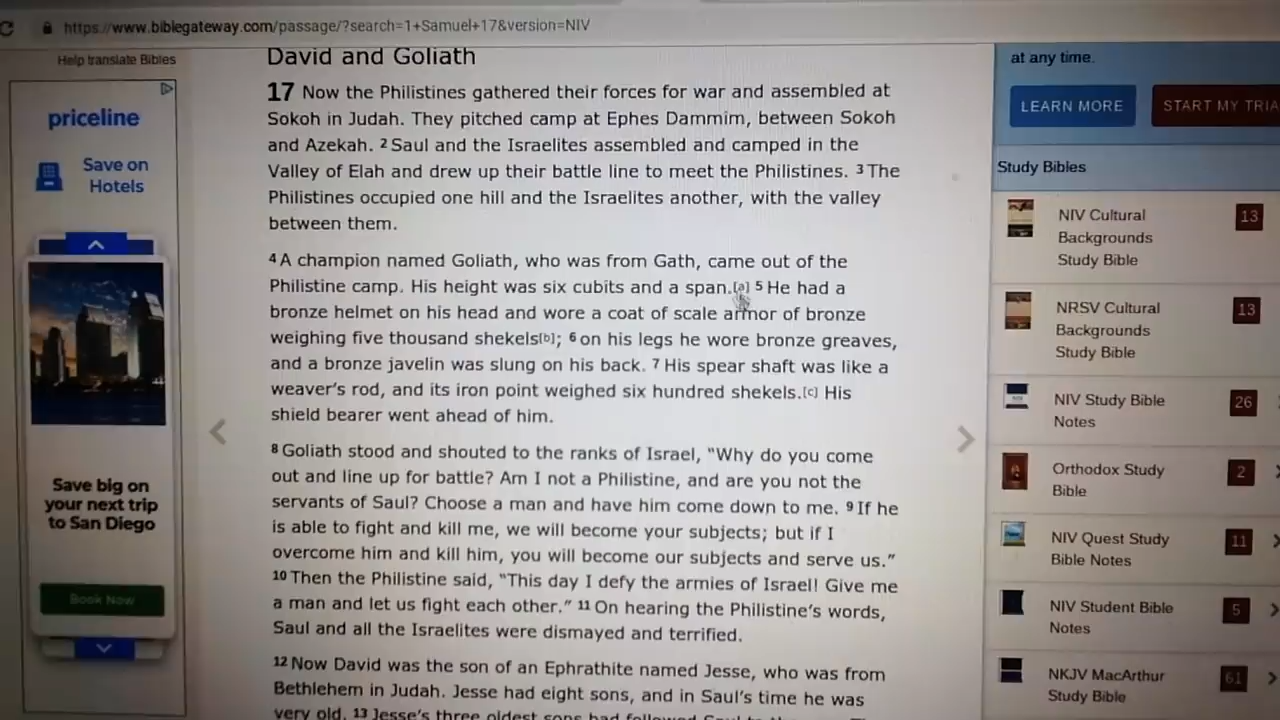 https://www.biblegateway.com/passage/?search=1+Samuel+17&version=NIV
Help translate Bibles
priceline
Save on
Hotels
Save big on
your next trip
to San Diego
Book Now
David and Goliath
17 Now the Philistines gathered their forces for war and assembled at
Sokoh in Judah. They pitched camp at Ephes Dammim, between Sokoh
and Azekah. 2 Saul and the Israelites assembled and camped in the
Valley of Elah and drew up their battle line to meet the Philistines. 3 The
Philistines occupied one hill and the Israelites another, with the valley
between them.
4 A champion named Goliath, who was from Gath, came out of the
Philistine camp. His height was six cubits and a span.[a] 5 He had a
bronze helmet on his head and wore a coat of scale armor of bronze
weighing five thousand shekels[b]; 6 on his legs he wore bronze greaves,
and a bronze javelin was slung on his back. 7 His spear shaft was like a
weaver’s rod, and its iron point weighed six hundred shekels.[c] His
shield bearer went ahead of him.
8 Goliath stood and shouted to the ranks of Israel, “Why do you come
out and line up for battle? Am I not a Philistine, and are you not the
servants of Saul? Choose a man and have him come down to me. 9 If he
is able to fight and kill me, we will become your subjects; but if I
overcome him and kill him, you will become our subjects and serve us.”
10 Then the Philistine said, “This day I defy the armies of Israel! Give me
a man and let us fight each other.” 11 On hearing the Philistine’s words,
Saul and all the Israelites were dismayed and terrified.
12 Now David was the son of an Ephrathite named Jesse, who was from
Bethlehem in Judah. Jesse had eight sons, and in Saul’s time he was
very old. 13 Jesse’s three oldest sons had followed Saul to the
at any time.
LEARN MORE
START MY TRIA
Study Bibles
NIV Cultural
Backgrounds
Study Bible
13
NRSV Cultural
Backgrounds
Study Bible
13
NIV Study Bible
Notes
26
Orthodox Study
Bible
2
NIV Quest Study
Bible Notes
11
NIV Student Bible
Notes
5
NKJV MacArthur
Study Bible
61